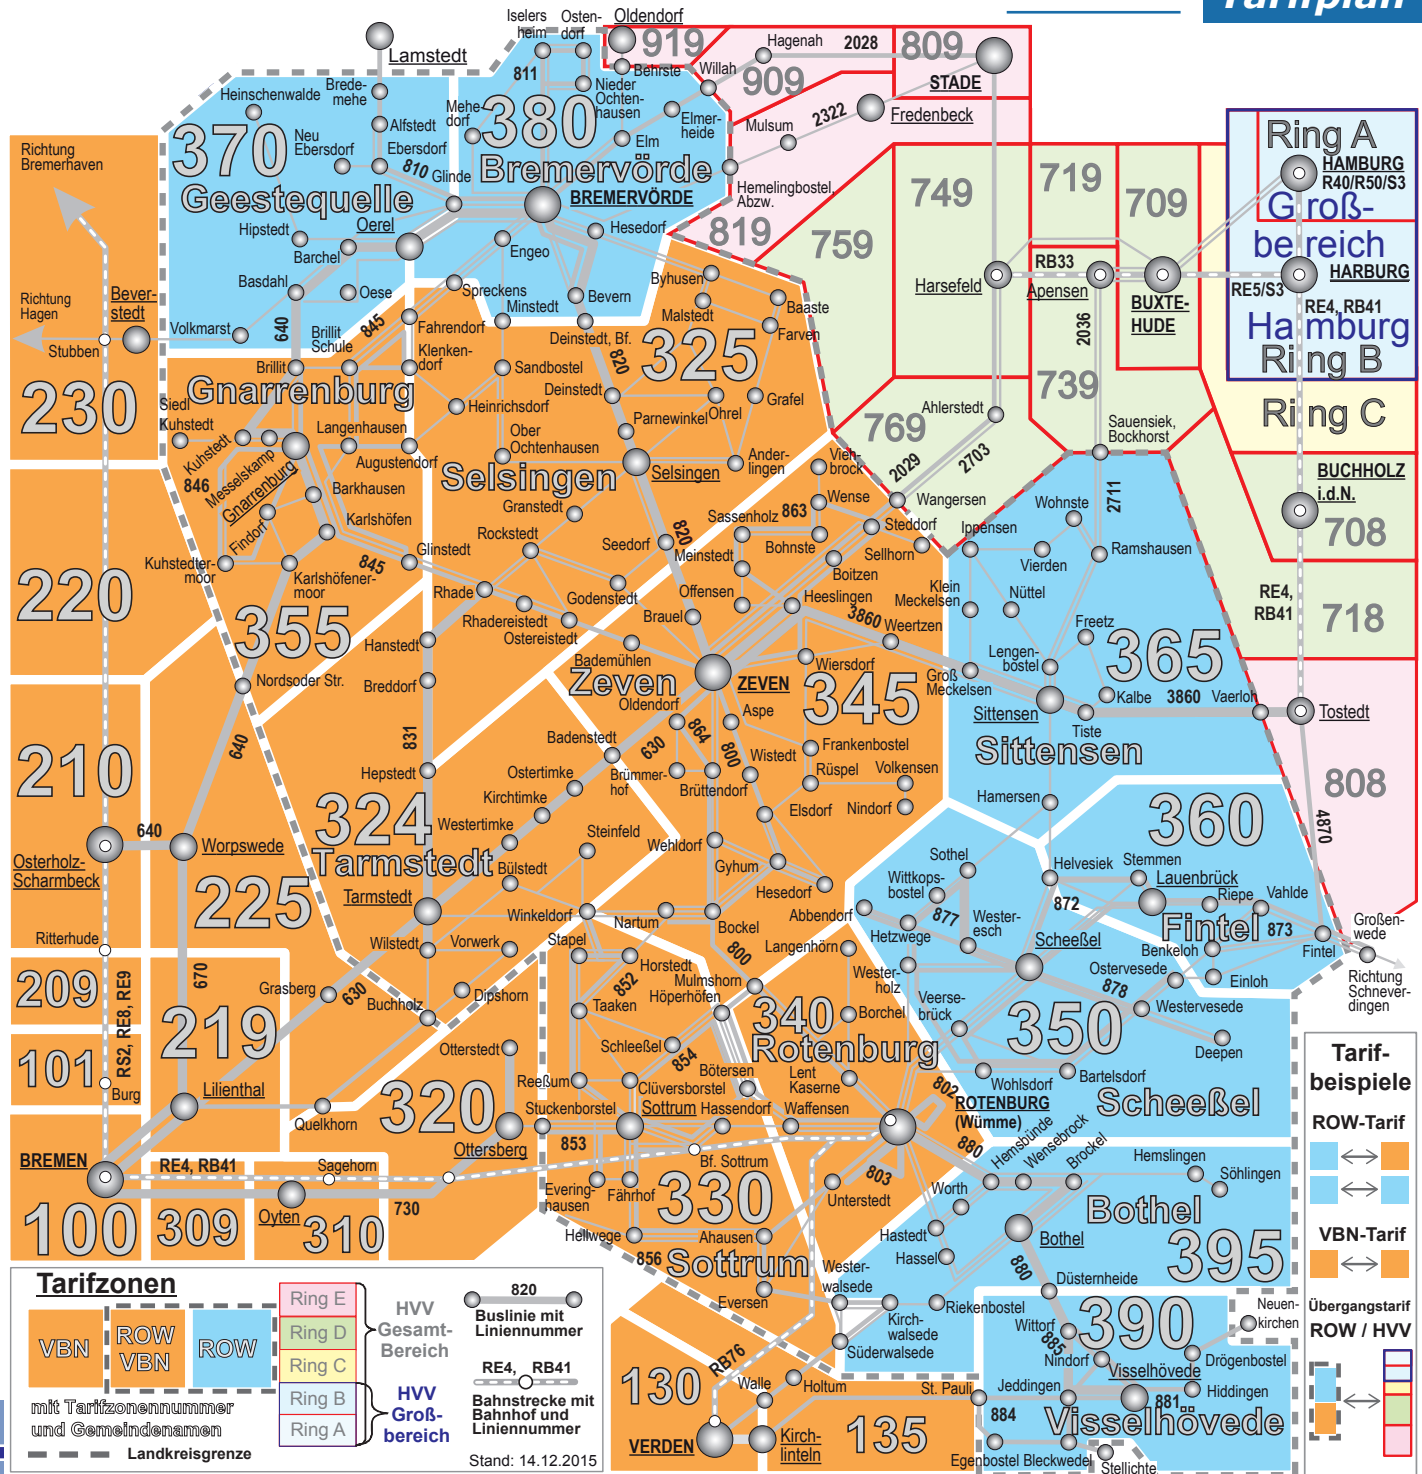 Tarifplan
Iselers
heim
Osten-
dorf
Oldendorf
919
Hagenah
2028
809
STADE
Lamstedt
Behrste
Willah
909
811
Brede-
mehe
Heinschenwalde
Nieder
Ochten-
hausen
Mehe-
dorf
380
Bremervörde
Elmer-
heide
2322
Fredenbeck
Mulsum
Richtung
Bremerhaven
370
Geestequelle
Neu
Ebersdorf
Alfstedt
Ebersdorf
810
Glinde
Elm
BREMERVÖRDE
Hemelingbostel,
Abzw.
819
749
719
709
759
Ring A
HAMBURG
R40/R50/S3
Groß-
bereich
HARBURG
RE5/S3
RE4, RB41
Hamburg
Ring B
Ring C
Oerel
Hipstedt
Barchel
Engeo
Hesedorf
Basdahl
Oese
Spreckens
Minstedt
Bevern
Byhusen
Malstedt
Baaste
Farven
Harsefeld
RB33
Apensen
BUXTE-
HUDE
2036
Richtung
Hagen
Bever-
stedt
Stubben
Volkmarst
640
Brillit
Schule
845
Fahrendorf
Deinstedt, Bf.
820
325
230
Brillit
Gnarrenburg
Klenken-
dorf
Sandbostel
Deinstedt
Parnewinkel
Ohrel
Grafel
739
Siedl
Kuhstedt
Kuhstedt
Messelskamp
Gnarrenburg
846
Langenhausen
Augustendorf
Heinrichsdorf
Ober
Ochtenhausen
Selsingen
Selsingen
Ander-
lingen
Vieh-
brock
769
Ahlerstedt
2029
2703
Sauensiek,
Bockhorst
BUCHHOLZ
i.d.N.
708
Barkhausen
Findorf
Karlshöfen
Granstedt
Rockstedt
Seedorf
820
Sassenholz
863
Wense
Wangersen
Steddorf
Sellhorn
Ippensen
Wohnste
2711
Kuhstedter-
moor
Karlshöfener-
moor
845
Glinstedt
Meinstedt
Bohnste
Boitzen
Vierden
Ramshausen
220
355
Rhade
Godenstedt
Offensen
Heeslingen
Klein
Meckelsen
Nüttel
RE4,
RB41
718
Hanstedt
Rhadereistedt
Ostereistedt
Brauel
3860
Weertzen
Freetz
365
Nordsoder Str.
Breddorf
Bademühlen
Zeven
ZEVEN
Wiersdorf
345
Groß
Meckelsen
Lengen-
bostel
Kalbe
3860
Vaerloh
Tostedt
Oldendorf
Aspe
Sittensen
Tiste
Sittensen
210
640
831
Badenstedt
630
864
800
Wistedt
Frankenbostel
808
Hepstedt
Ostertimke
Brümmer-
hof
Brüttendorf
Rüspel
Volkensen
Hamersen
360
4870
324
Tarmstedt
Kirchtimke
Westertimke
Steinfeld
Elsdorf
Nindorf
Osterholz-
Scharmbeck
640
Worpswede
Wehldorf
Gyhum
Sothel
Helvesiek
Stemmen
Lauenbrück
225
Bülstedt
Hesedorf
Wittkops-
bostel
877
872
Riepe
Vahlde
Tarmstedt
Winkeldorf
Nartum
Bockel
Abbendorf
Hetzwege
Wester-
esch
Scheeßel
Fintel
873
Großen-
wede
Ritterhude
Wilstedt
Vorwerk
Stapel
Horstedt
800
Langenhörn
Benkeloh
Fintel
Richtung
Schnever-
dingen
209
670
Grasberg
630
Buchholz
Dipshorn
852
Mulmshorn
Höperhöfen
Wester-
holz
Ostervesede
Einloh
RS2, RE8, RE9
Taaken
Veerse-
brück
878
Westervesede
101
219
Otterstedt
Schleeßel
854
340
Rotenburg
Borchel
350
Deepen
Tarif-
beispiele
Burg
Lilienthal
320
Reeßum
Clüversborstel
Bötersen
Lent
Kaserne
802
Wohlsdorf
Bartelsdorf
Scheeßel
ROW-Tarif
Quelkhorn
Ottersberg
Stuckenborstel
Sottrum
Hassendorf
Waffensen
ROTENBURG
(Wümme)
BREMEN
RE4, RB41
Sagehorn
853
Bf. Sottrum
880
Hemsbünde
Wensebrock
Brockel
Hemslingen
Söhlingen
100
309
Oyten
310
730
Evering-
hausen
Fährhof
330
803
Unterstedt
Worth
Bothel
VBN-Tarif
Hellwege
856
Ahausen
Sottrum
Hastedt
Hassel
Bothel
395
Eversen
Wester-
walsede
880
Düsternheide
Übergangstarif
ROW / HVV
Riekenbostel
Kirch-
walsede
Süderwalsede
Wittorf
885
390
Neuen-
kirchen
Nindorf
Visselhövede
Drögenbostel
130
RB76
Walle
Holtum
St. Pauli
Jeddingen
Hiddingen
881
884
Visselhövede
VERDEN
Kirch-
linteln
135
Egenbostel
Bleckwedel
Stellichte
Tarifzonen
VBN
ROW
VBN
ROW
mit Tarifzonennummer
und Gemeindenamen
Landkreisgrenze
Ring E
Ring D
Ring C
Ring B
Ring A
HVV
Gesamt-
Bereich
HVV
Groß-
bereich
820
Buslinie mit
Liniennummer
RE4, RB41
Bahnstrecke mit
Bahnhof und
Liniennummer
Stand: 14.12.2015